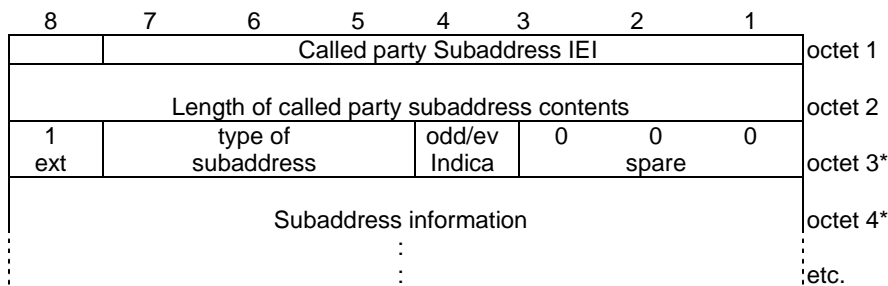 8 7 6 5 4 3 2 1
Called party Subaddress IEI octet 1
Length of called party subaddress contents octet 2
1 type of odd/ev 0 0 0
ext subaddress Indica spare octet 3*
Subaddress information octet 4*
:
: etc.